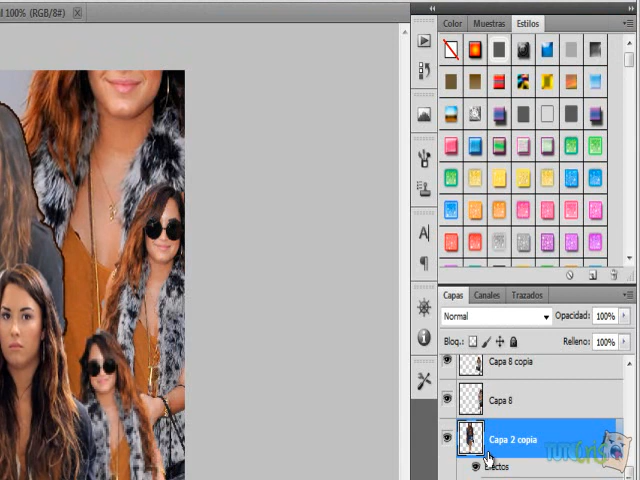 al 100% (RGB/8#)
Color Muestras Estilos
Capas Canales Trazados
Normal Opacidad: 100%
Bloq.: Relleno: 100%
Capa 8 copia
Capa 8
Capa 2 copia
Efectos